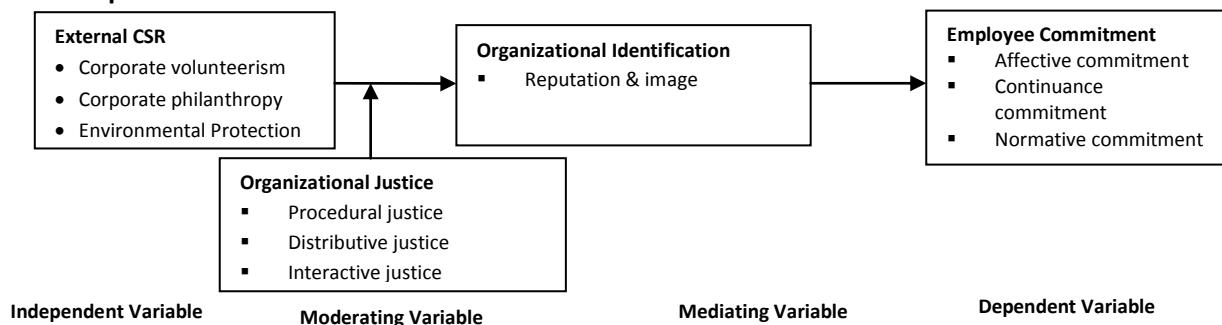 External CSR
• Corporate volunteerism
• Corporate philanthropy
• Environmental Protection
Organizational Identification
▪ Reputation & image
Employee Commitment
▪ Affective commitment
▪ Continuance
commitment
▪ Normative commitment
Organizational Justice
▪ Procedural justice
▪ Distributive justice
▪ Interactive justice
Independent Variable
Moderating Variable
Mediating Variable
Dependent Variable